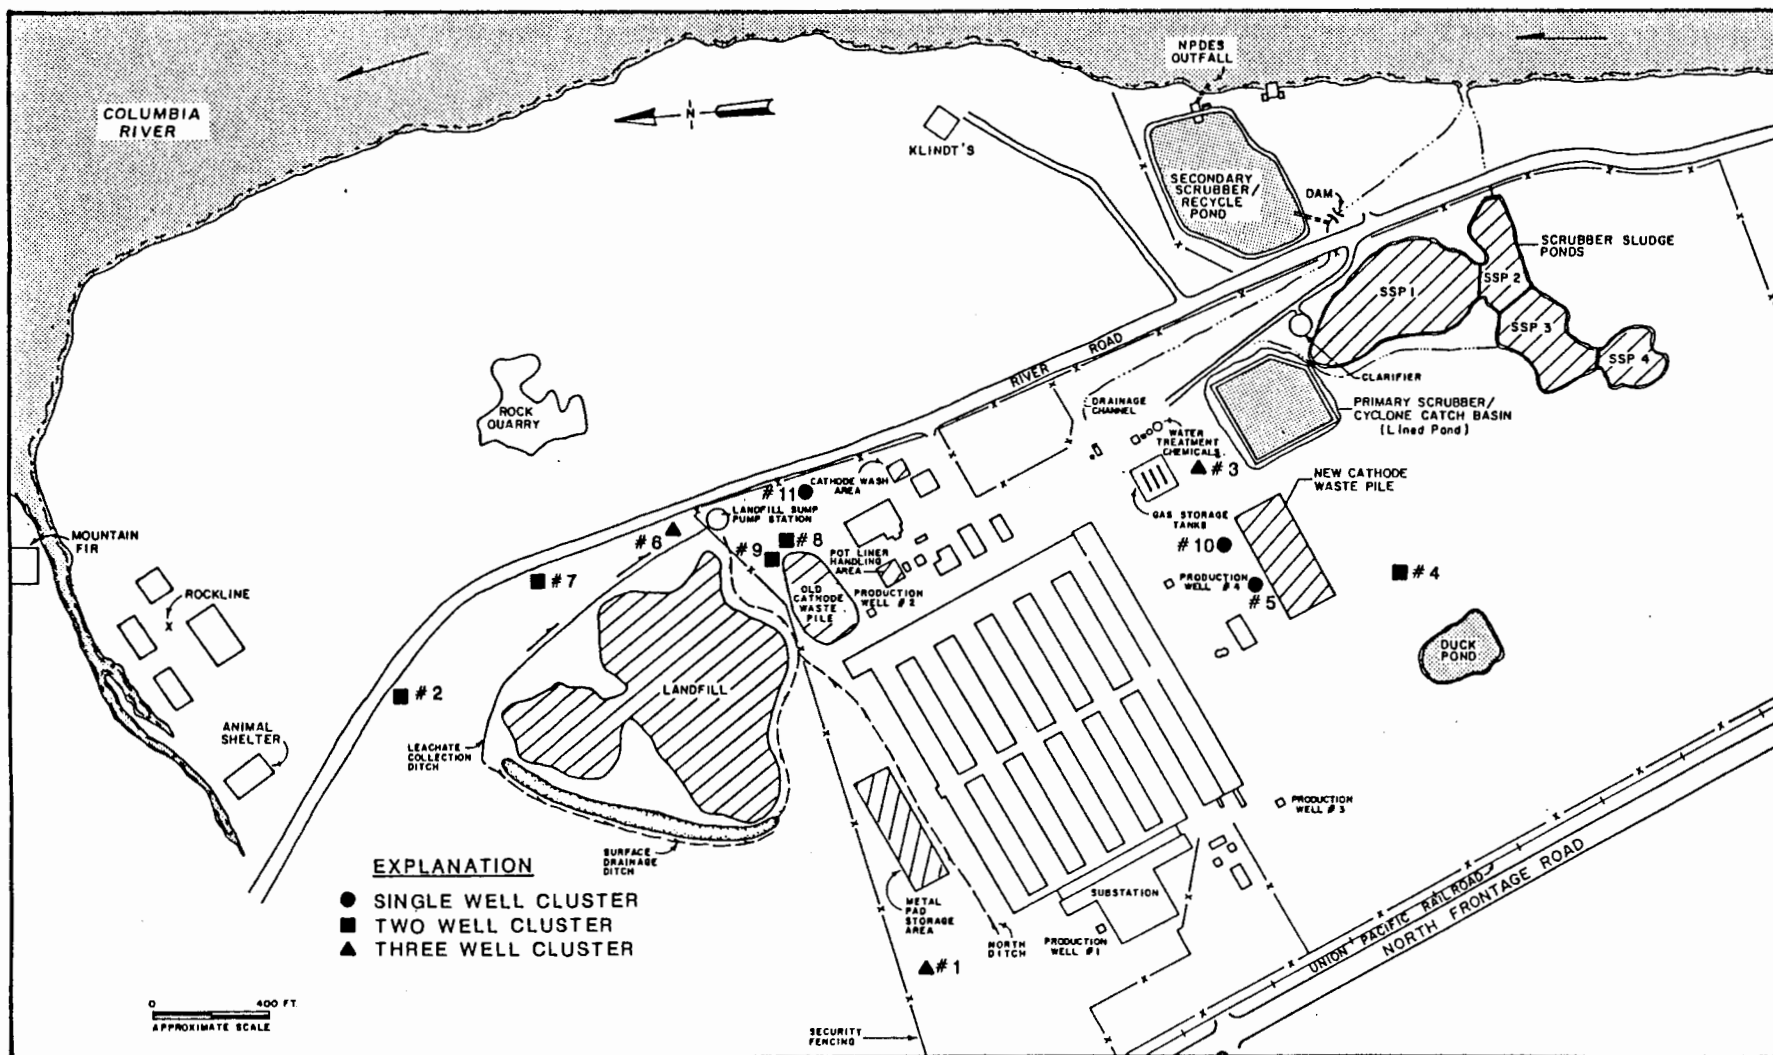 NPDES
OUTFALL
COLUMBIA
RIVER
N
KLINDT'S
SECONDARY
SCRUBBER/
RECYCLE
POND
DAM
SCRUBBER SLUDGE
PONDS
SSP 1
SSP 2
SSP 3
SSP 4
CLARIFIER
RIVER ROAD
DRAINAGE
CHANNEL
PRIMARY SCRUBBER/
CYCLONE CATCH BASIN
(Lined Pond)
ROCK
QUARRY
WATER
TREATMENT
CHEMICALS
#3
NEW CATHODE
WASTE PILE
CATHODE WASH
AREA
#11
LANDFILL SUMP
PUMP STATION
GAS STORAGE
TANKS
#6
#8
#9
#10
POT LINER
HANDLING
AREA
MOUNTAIN
FIR
#7
ROCKLINE
OLD
CATHODE
WASTE
PILE
PRODUCTION
WELL #2
PRODUCTION
WELL #4
#5
#4
DUCK
POND
#2
LANDFILL
ANIMAL
SHELTER
LEACHATE
COLLECTION
DITCH
PRODUCTION
WELL #3
SURFACE
DRAINAGE
DITCH
EXPLANATION
SINGLE WELL CLUSTER
TWO WELL CLUSTER
THREE WELL CLUSTER
METAL
PAD
STORAGE
AREA
SUBSTATION
NORTH
DITCH
PRODUCTION
WELL #1
#1
UNION PACIFIC RAILROAD
NORTH FRONTAGE ROAD
0 400 FT.
APPROXIMATE SCALE
SECURITY
FENCING